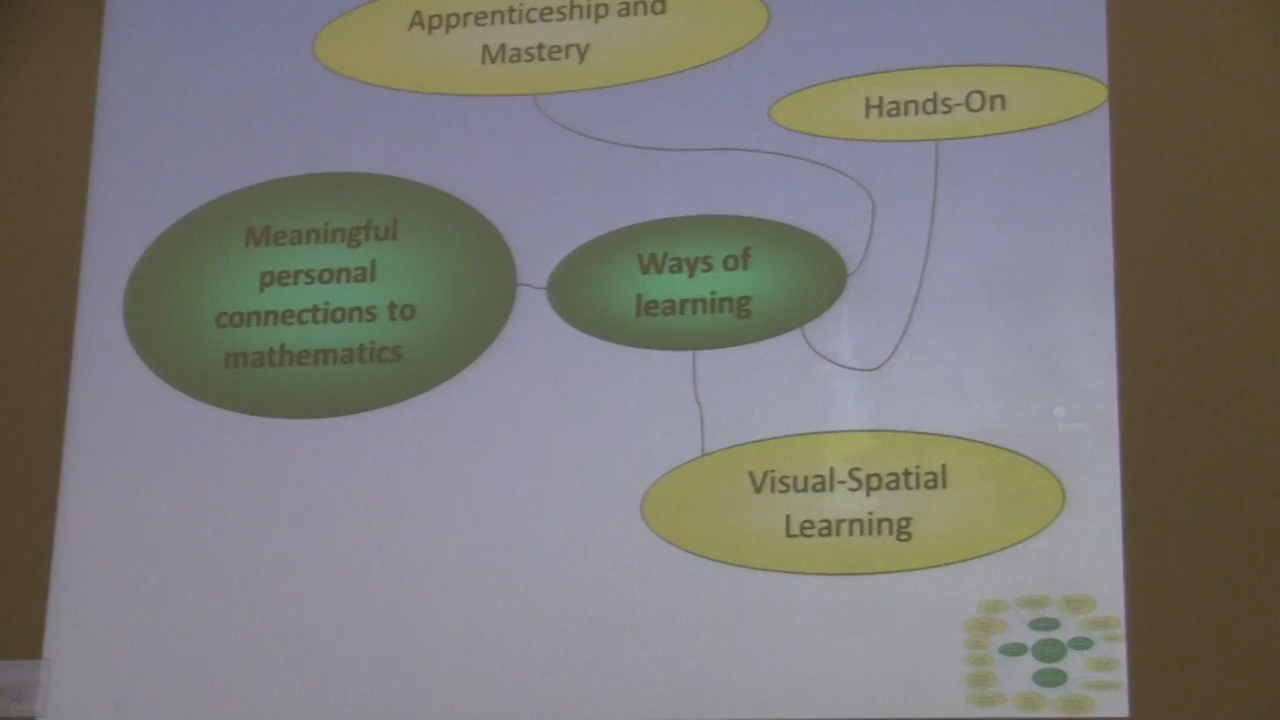 Apprenticeship and
Mastery
Hands-On
Meaningful
personal
connections to
mathematics
Ways of
learning
Visual-Spatial
Learning